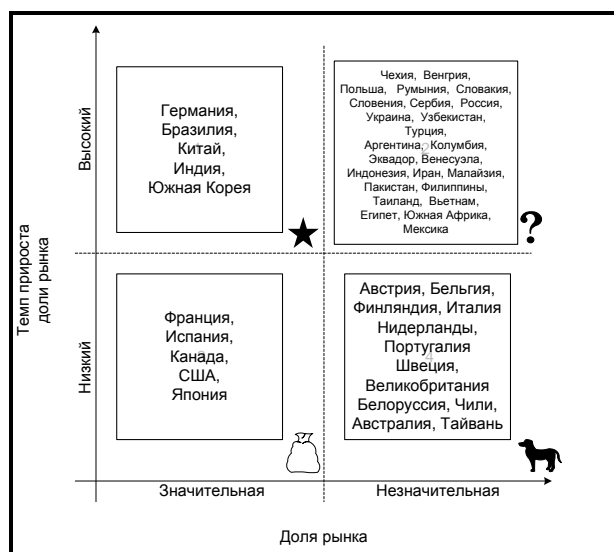 Темп прироста
доли рынка
Высокий
Низкий
Германия,
Бразилия,
Китай,
Индия,
Южная Корея
Чехия, Венгрия,
Польша, Румыния, Словакия,
Словения, Сербия, Россия,
Украина, Узбекистан,
Турция,
Аргентина, Колумбия,
Эквадор, Венесуэла,
Индонезия, Иран, Малайзия,
Пакистан, Филиппины,
Таиланд, Вьетнам,
Египет, Южная Африка,
Мексика
2
?
Франция,
Испания,
Канада,
США,
Япония
Австрия, Бельгия,
Финляндия, Италия
Нидерланды,
Португалия
Швеция,
Великобритания
Белоруссия, Чили,
Австралия, Тайвань
4
Значительная
Незначительная
Доля рынка